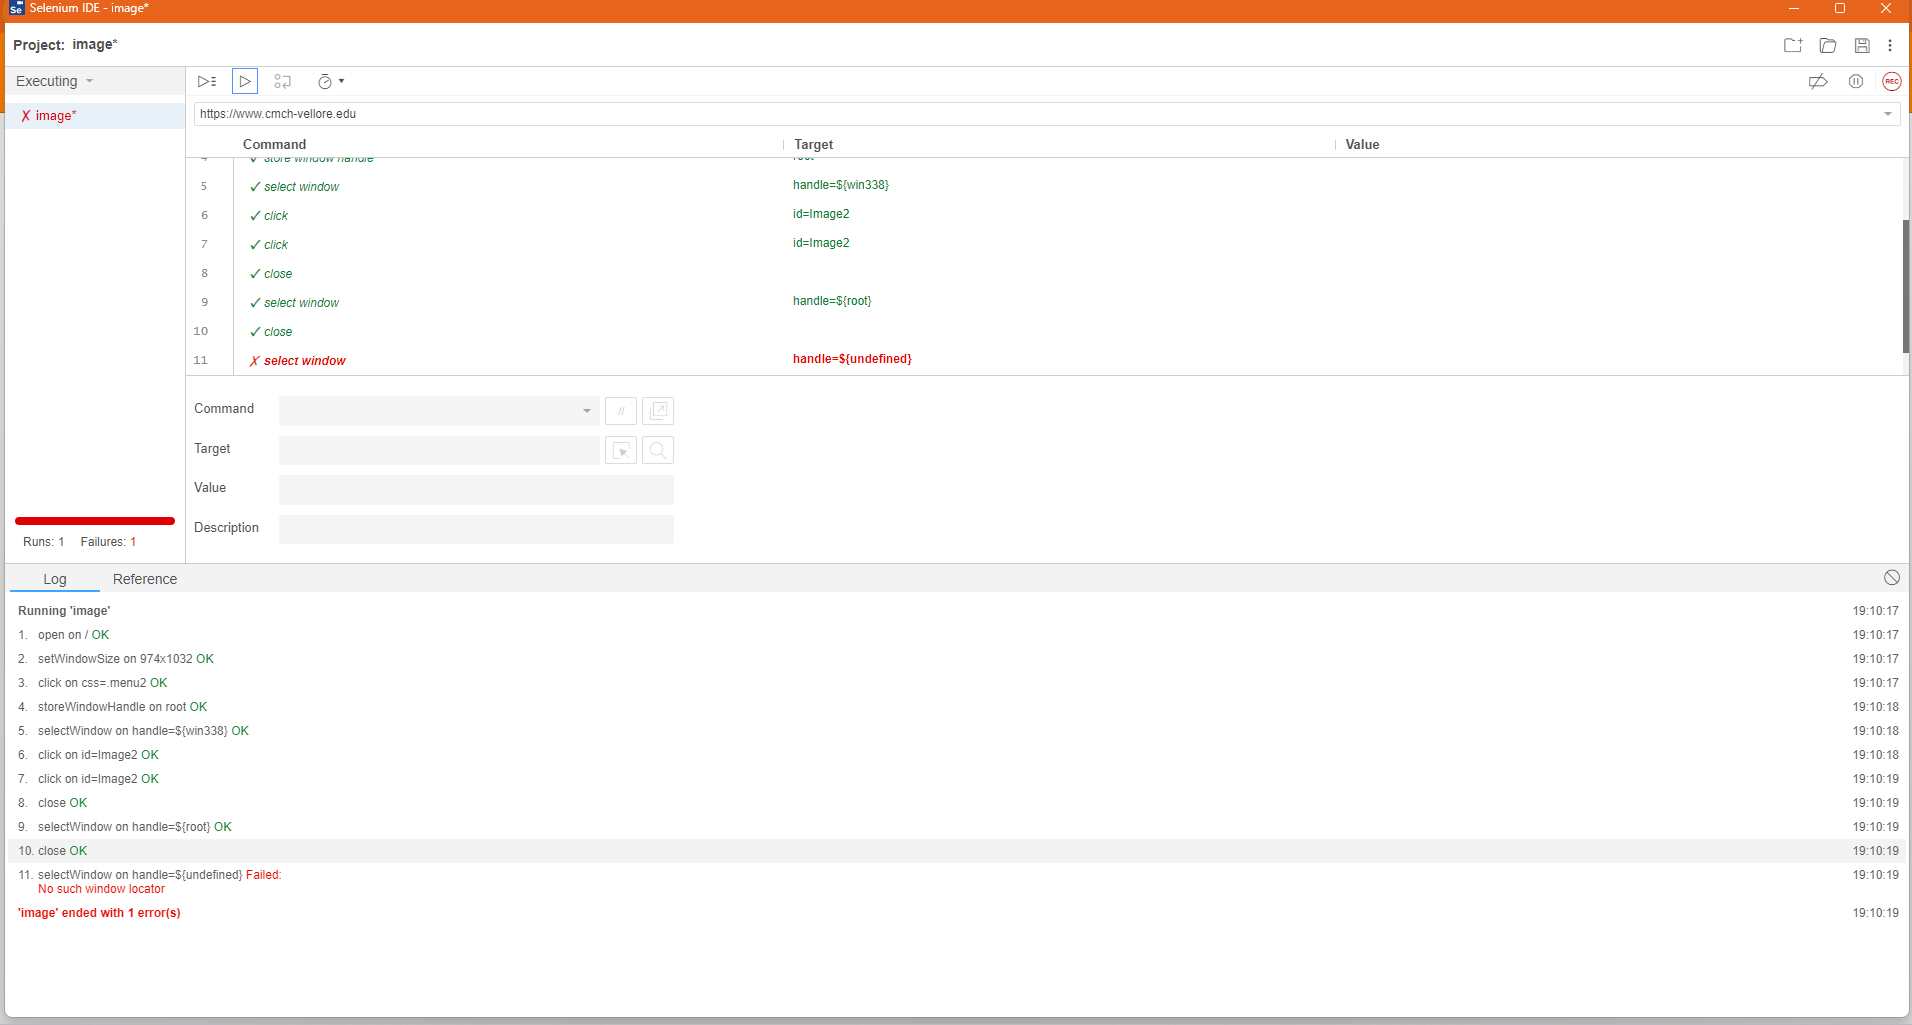 Selenium IDE - image*
Project: image*
Executing
https://www.cmch-vellore.edu
X image*
Command Target Value
4 ✓ store window handle root
5 ✓ select window handle=${win338}
6 ✓ click id=Image2
7 ✓ click id=Image2
8 ✓ close
9 ✓ select window handle=${root}
10 ✓ close
11 ✗ select window handle=${undefined}
Command //
Target
Value
Description
Runs: 1 Failures: 1
Log Reference
Running 'image' 19:10:17
1. open on / OK 19:10:17
2. setWindowSize on 974x1032 OK 19:10:17
3. click on css=.menu2 OK 19:10:17
4. storeWindowHandle on root OK 19:10:18
5. selectWindow on handle=${win338} OK 19:10:18
6. click on id=Image2 OK 19:10:18
7. click on id=Image2 OK 19:10:19
8. close OK 19:10:19
9. selectWindow on handle=${root} OK 19:10:19
10. close OK 19:10:19
11. selectWindow on handle=${undefined} Failed: 19:10:19
No such window locator
'image' ended with 1 error(s) 19:10:19
REC
Se